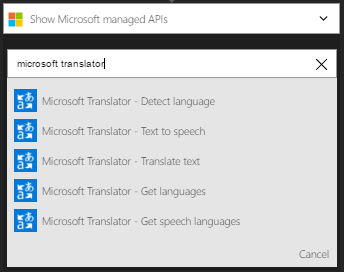 Show Microsoft managed APIs
microsoft translator
Microsoft Translator - Detect language
Microsoft Translator - Text to speech
Microsoft Translator - Translate text
Microsoft Translator - Get languages
Microsoft Translator - Get speech languages
Cancel